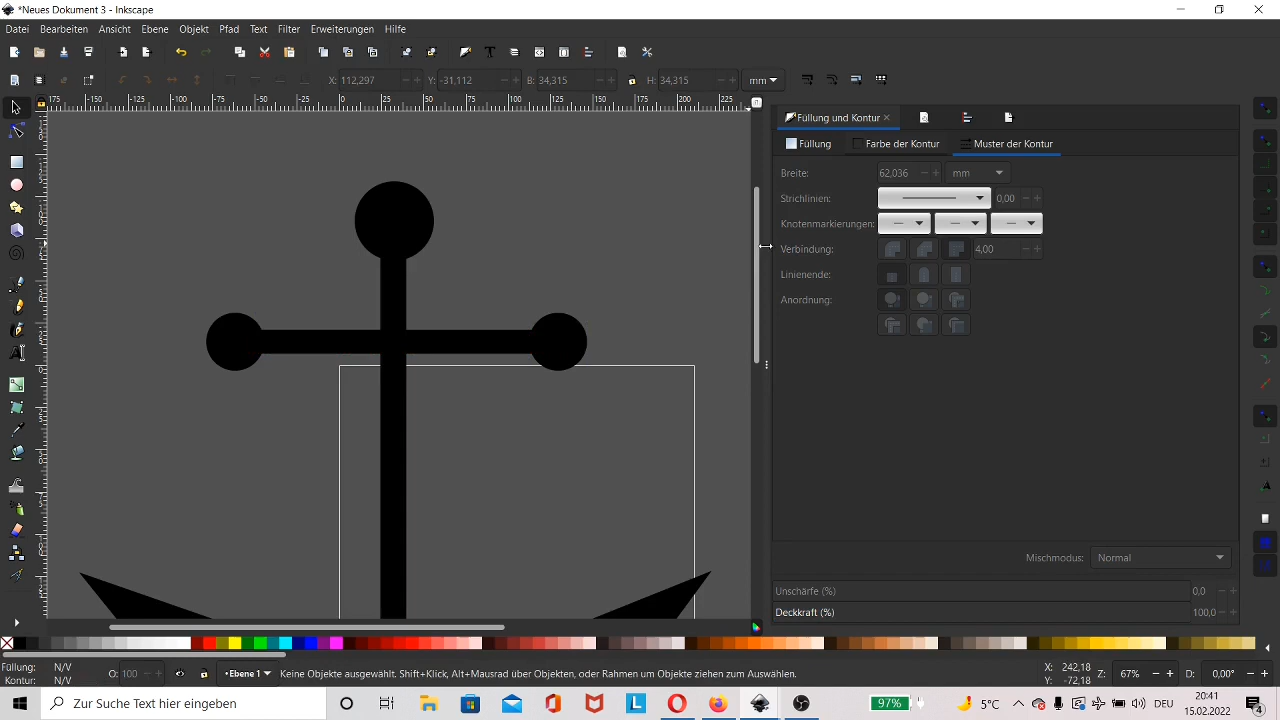 *Neues Dokument 3 - Inkscape
Datei Bearbeiten Ansicht Ebene Objekt Pfad Text Filter Erweiterungen Hilfe
X: 112,297 Y: -31,112 B: 34,315 H: 34,315 mm
Füllung und Kontur
Füllung Farbe der Kontur Muster der Kontur
Breite: 62,036 mm
Strichlinien: 0,00
Knotenmarkierungen:
Verbindung: 4,00
Linienende:
Anordnung:
Mischmodus: Normal
Unschärfe (%) 0,0
Deckkraft (%) 100,0
Füllung: N/V
Kontur: N/V
O: 100
Ebene 1
Keine Objekte ausgewählt. Shift+Klick, Alt+Mausrad über Objekten, oder Rahmen um Objekte ziehen zum Auswählen.
X: 242,18
Y: -72,18
Z: 67%
D: 0,00°
Zur Suche Text hier eingeben
97%
5°C
DEU
20:41
15.02.2022
4